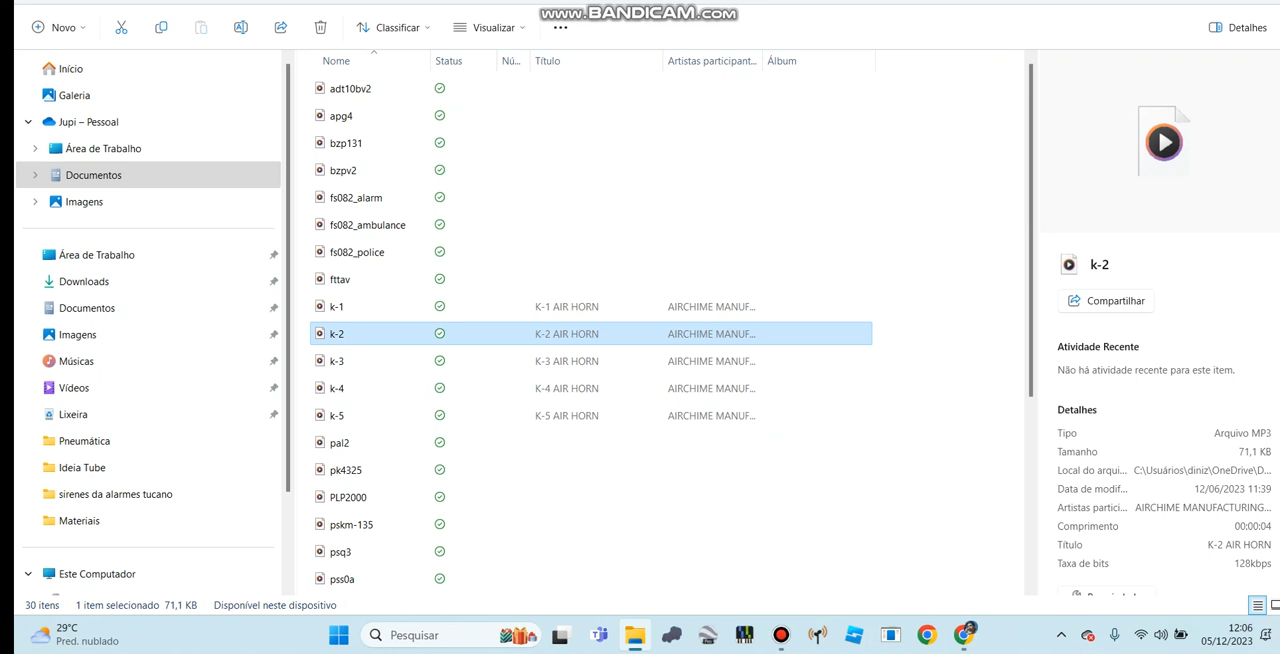 www.BANDICAM.com
Novo
Classificar
Visualizar
Detalhes
Início
Galeria
Jupi – Pessoal
Área de Trabalho
Documentos
Imagens
Área de Trabalho
Downloads
Documentos
Imagens
Músicas
Vídeos
Lixeira
Pneumática
Ideia Tube
sirenes da alarmes tucano
Materiais
Este Computador
Nome Status Nú... Título Artistas participant... Álbum
adt10bv2
apg4
bzp131
bzpv2
fs082_alarm
fs082_ambulance
fs082_police
fttav
k-1 K-1 AIR HORN AIRCHIME MANUF...
k-2 K-2 AIR HORN AIRCHIME MANUF...
k-3 K-3 AIR HORN AIRCHIME MANUF...
k-4 K-4 AIR HORN AIRCHIME MANUF...
k-5 K-5 AIR HORN AIRCHIME MANUF...
pal2
pk4325
PLP2000
pskm-135
psq3
pss0a
k-2
Compartilhar
Atividade Recente
Não há atividade recente para este item.
Detalhes
Tipo Arquivo MP3
Tamanho 71,1 KB
Local do arqui... C:\Usuários\diniz\OneDrive\D...
Data de modif... 12/06/2023 11:39
Artistas partici... AIRCHIME MANUFACTURING...
Comprimento 00:00:04
Título K-2 AIR HORN
Taxa de bits 128kbps
30 itens 1 item selecionado 71,1 KB Disponível neste dispositivo
29°C
Pred. nublado
Pesquisar
12:06
05/12/2023